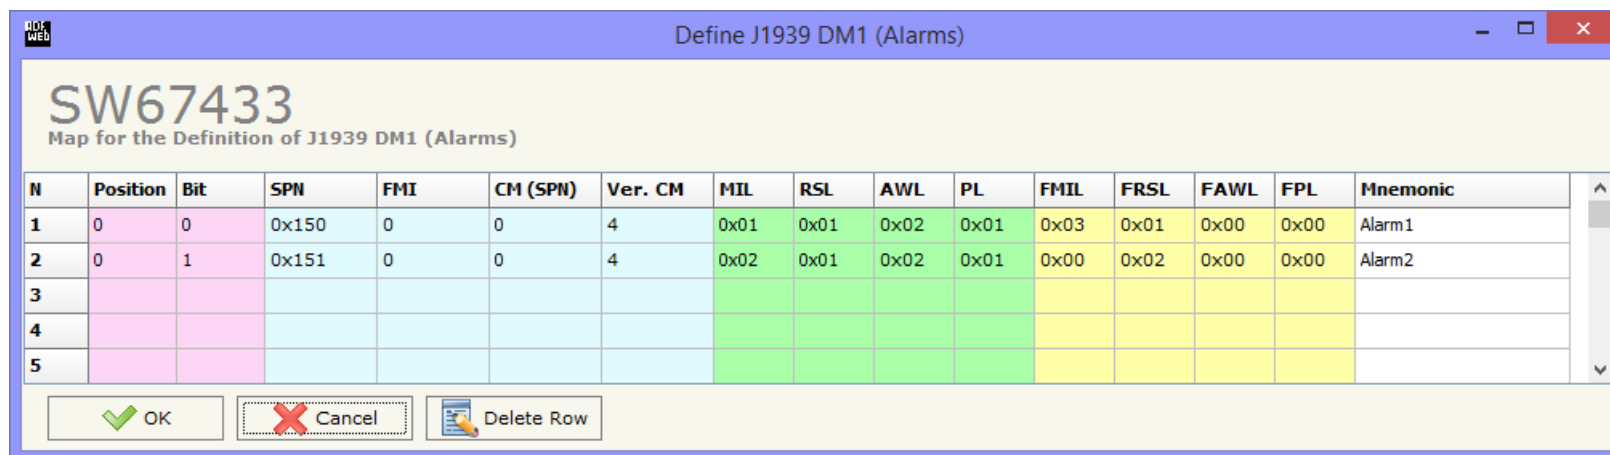 ADF
WEB
Define J1939 DM1 (Alarms)
SW67433
Map for the Definition of J1939 DM1 (Alarms)
N Position Bit SPN FMI CM (SPN) Ver. CM MIL RSL AWL PL FMIL FRSL FAWL FPL Mnemonic
1 0 0 0x150 0 0 4 0x01 0x01 0x02 0x01 0x03 0x01 0x00 0x00 Alarm1
2 0 1 0x151 0 0 4 0x02 0x01 0x02 0x01 0x00 0x02 0x00 0x00 Alarm2
3
4
5
OK Cancel Delete Row